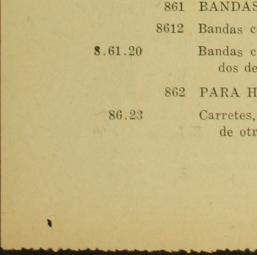 861 BANDAS
8612 Bandas c
8.61.20 Bandas c
dos de
862 PARA H
86.23 Carretes,
de otr